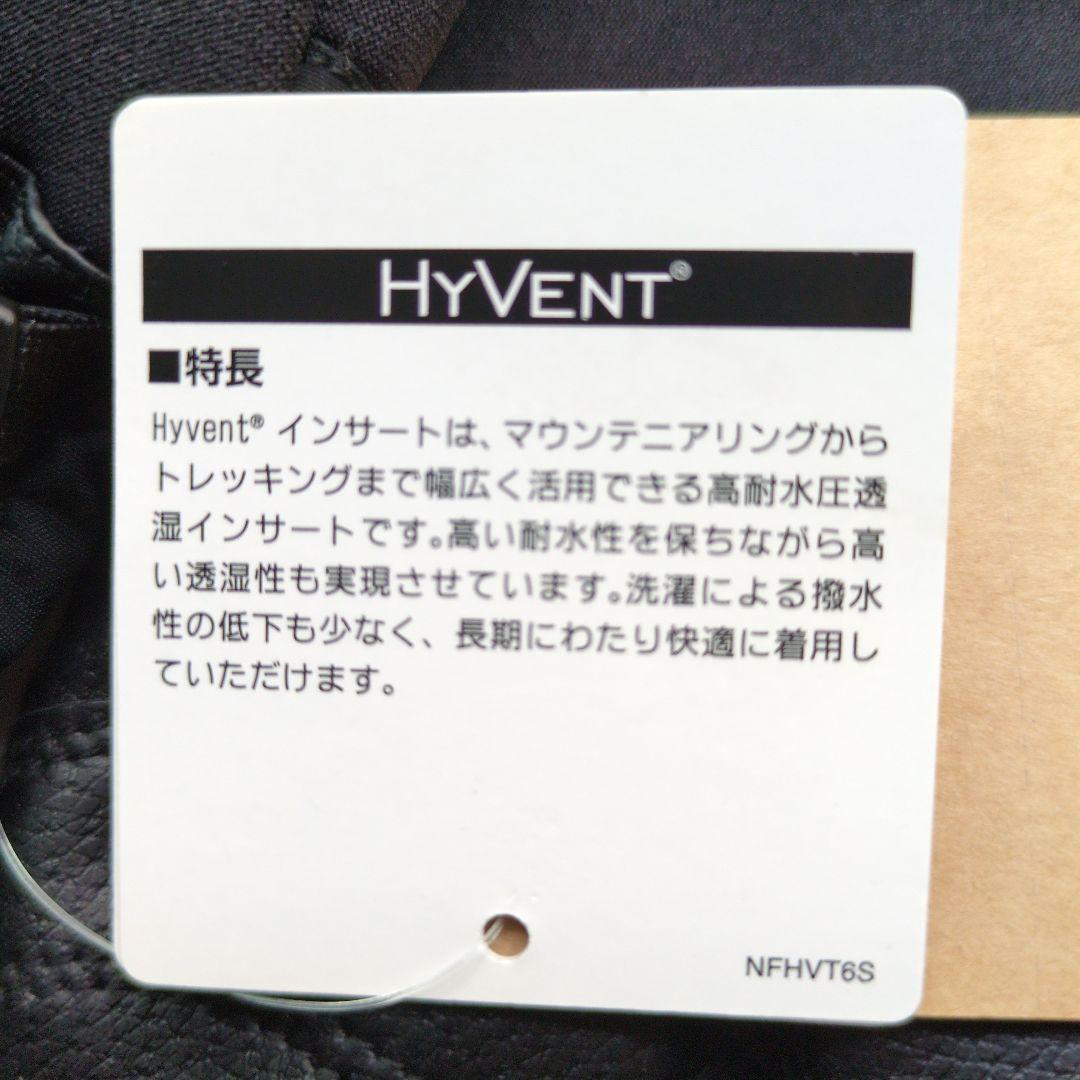 HYVENT®
■特長
Hyvent® インサートは、マウンテニアリングから
トレッキングまで幅広く活用できる高耐水圧透
湿インサートです。高い耐水性を保ちながら高
い透湿性も実現させています。洗濯による撥水
性の低下も少なく、長期にわたり快適に着用し
ていただけます。
NFHVT6S